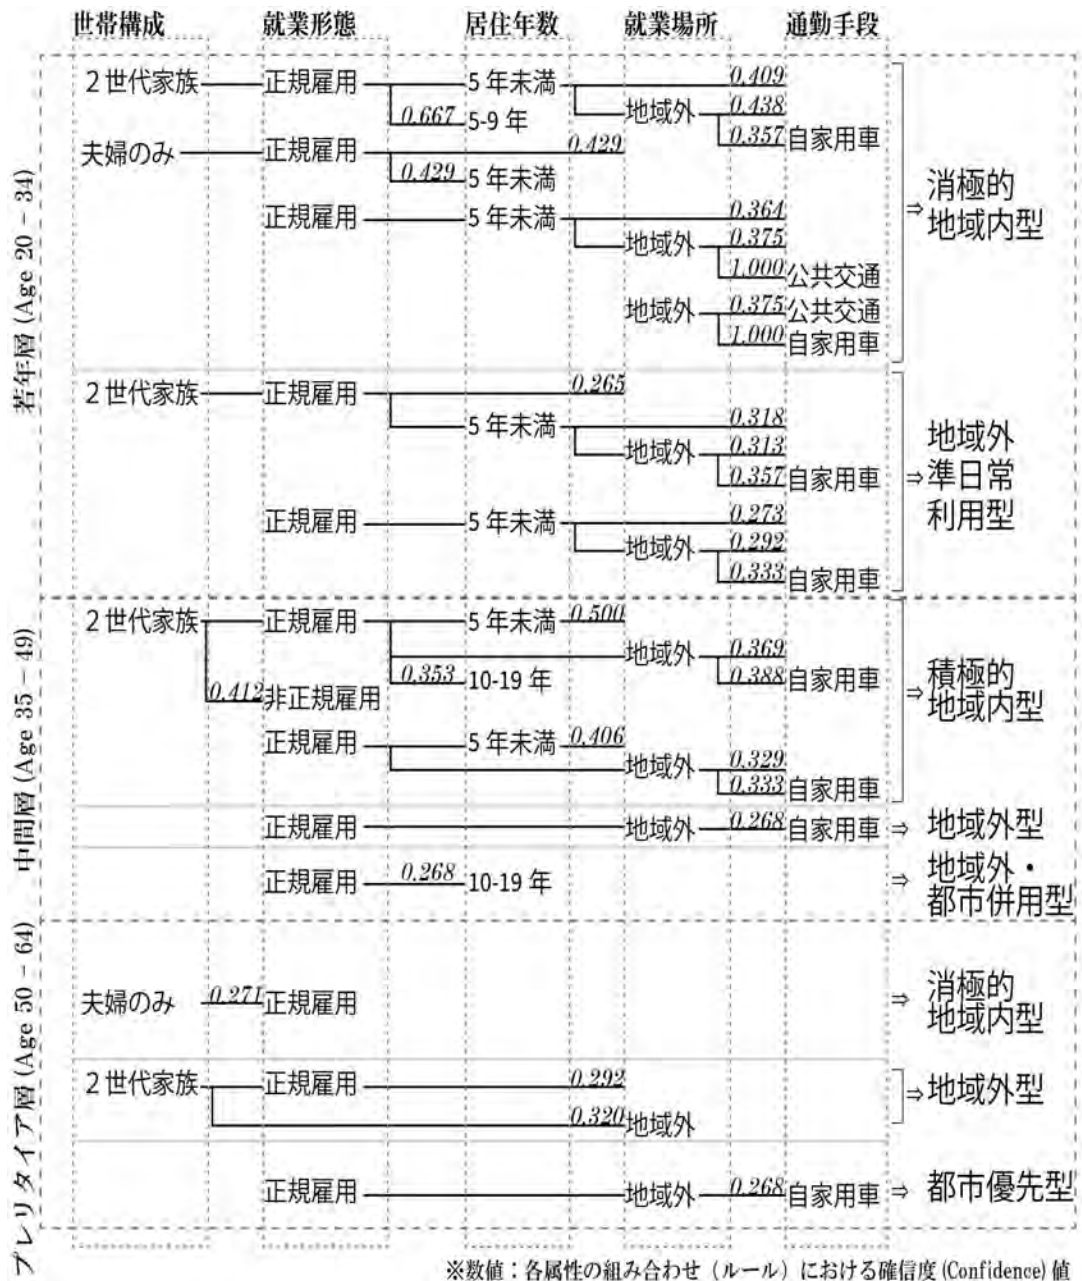 世帯構成 就業形態 居住年数 就業場所 通勤手段
若年層 (Age 20 - 34)
2世代家族 正規雇用 5年未満 0.409
地域外 0.438
0.667 5-9年
0.357 自家用車
夫婦のみ 正規雇用 0.429
0.429 5年未満
正規雇用 5年未満 0.364
地域外 0.375
1.000 公共交通
地域外 0.375 公共交通
1.000 自家用車
⇒ 消極的
地域内型
2世代家族 正規雇用 0.265
5年未満 0.318
地域外 0.313
0.357 自家用車
正規雇用 5年未満 0.273
地域外 0.292
0.333 自家用車
⇒ 地域外
準日常
利用型
中間層 (Age 35 - 49)
2世代家族 正規雇用 5年未満 0.500
地域外 0.369
0.353 10-19年
0.388 自家用車
0.412 非正規雇用
正規雇用 5年未満 0.406
地域外 0.329
0.333 自家用車
⇒ 積極的
地域内型
正規雇用 地域外 0.268 自家用車 ⇒ 地域外型
正規雇用 0.268 10-19年 ⇒ 地域外・
都市併用型
プレリタイア層 (Age 50 - 64)
夫婦のみ 0.271 正規雇用 ⇒ 消極的
地域内型
2世代家族 正規雇用 0.292
0.320 地域外
⇒ 地域外型
正規雇用 地域外 0.268 自家用車 ⇒ 都市優先型
※数値：各属性の組み合わせ（ルール）における確信度 (Confidence) 値